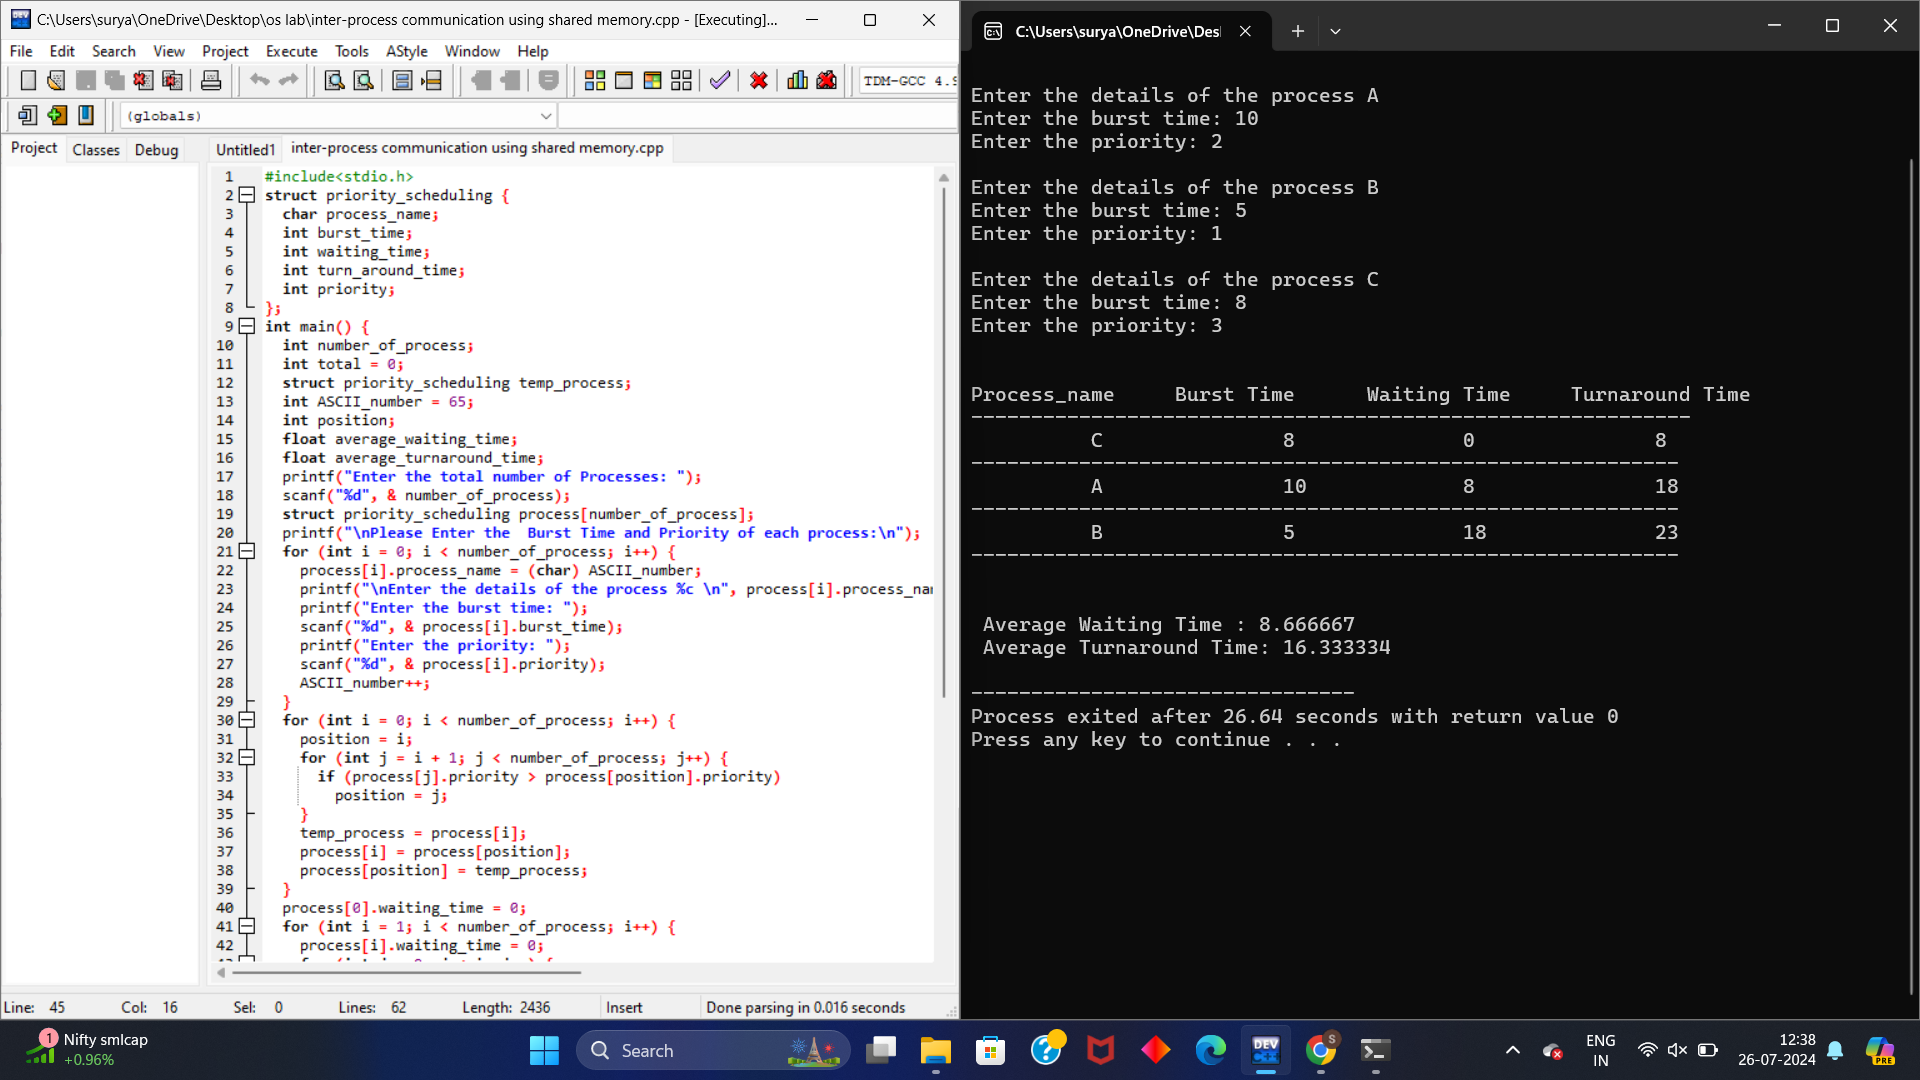 C:\Users\surya\OneDrive\Desktop\os lab\inter-process communication using shared memory.cpp - [Executing]...
File Edit Search View Project Execute Tools AStyle Window Help
TDM-GCC 4.9
(globals)
Project Classes Debug
Untitled1 inter-process communication using shared memory.cpp
1 #include<stdio.h>
2 struct priority_scheduling {
3 char process_name;
4 int burst_time;
5 int waiting_time;
6 int turn_around_time;
7 int priority;
8 };
9 int main() {
10 int number_of_process;
11 int total = 0;
12 struct priority_scheduling temp_process;
13 int ASCII_number = 65;
14 int position;
15 float average_waiting_time;
16 float average_turnaround_time;
17 printf("Enter the total number of Processes: ");
18 scanf("%d", & number_of_process);
19 struct priority_scheduling process[number_of_process];
20 printf("\nPlease Enter the  Burst Time and Priority of each process:\n");
21 for (int i = 0; i < number_of_process; i++) {
22 process[i].process_name = (char) ASCII_number;
23 printf("\nEnter the details of the process %c \n", process[i].process_nam
24 printf("Enter the burst time: ");
25 scanf("%d", & process[i].burst_time);
26 printf("Enter the priority: ");
27 scanf("%d", & process[i].priority);
28 ASCII_number++;
29 }
30 for (int i = 0; i < number_of_process; i++) {
31 position = i;
32 for (int j = i + 1; j < number_of_process; j++) {
33 if (process[j].priority > process[position].priority)
34 position = j;
35 }
36 temp_process = process[i];
37 process[i] = process[position];
38 process[position] = temp_process;
39 }
40 process[0].waiting_time = 0;
41 for (int i = 1; i < number_of_process; i++) {
42 process[i].waiting_time = 0;
Line: 45 Col: 16 Sel: 0 Lines: 62 Length: 2436 Insert Done parsing in 0.016 seconds
C:\Users\surya\OneDrive\Des
Enter the details of the process A
Enter the burst time: 10
Enter the priority: 2
Enter the details of the process B
Enter the burst time: 5
Enter the priority: 1
Enter the details of the process C
Enter the burst time: 8
Enter the priority: 3
Process_name Burst Time Waiting Time Turnaround Time
------------------------------------------------------------
C 8 0 8
-----------------------------------------------------------
A 10 8 18
-----------------------------------------------------------
B 5 18 23
-----------------------------------------------------------
Average Waiting Time : 8.666667
Average Turnaround Time: 16.333334
--------------------------------
Process exited after 26.64 seconds with return value 0
Press any key to continue . . .
1 Nifty smlcap
+0.96%
Search
DEV
C++
S
ENG
IN
12:38
26-07-2024
PRE